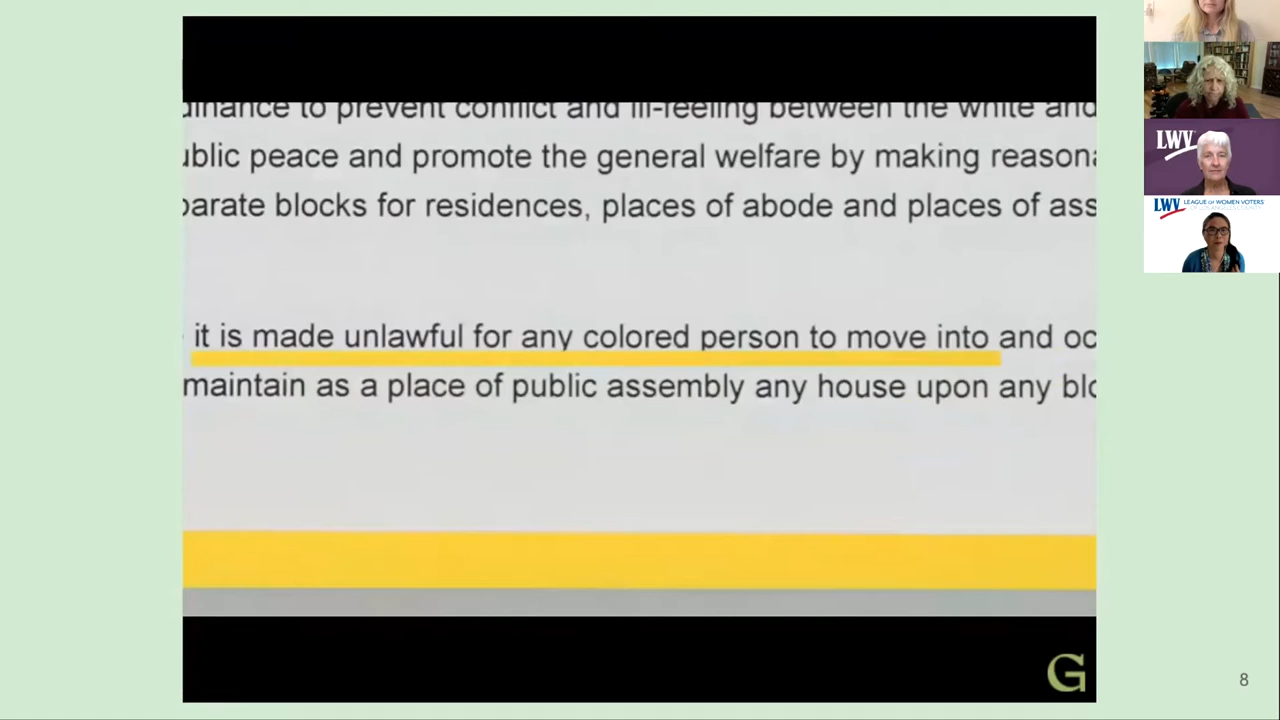 dinance to prevent conflict and ill-feeling between the white and
ublic peace and promote the general welfare by making reason
parate blocks for residences, places of abode and places of ass
it is made unlawful for any colored person to move into and oc
maintain as a place of public assembly any house upon any blo
G
8
LWV
LWV LEAGUE OF WOMEN VOTERS